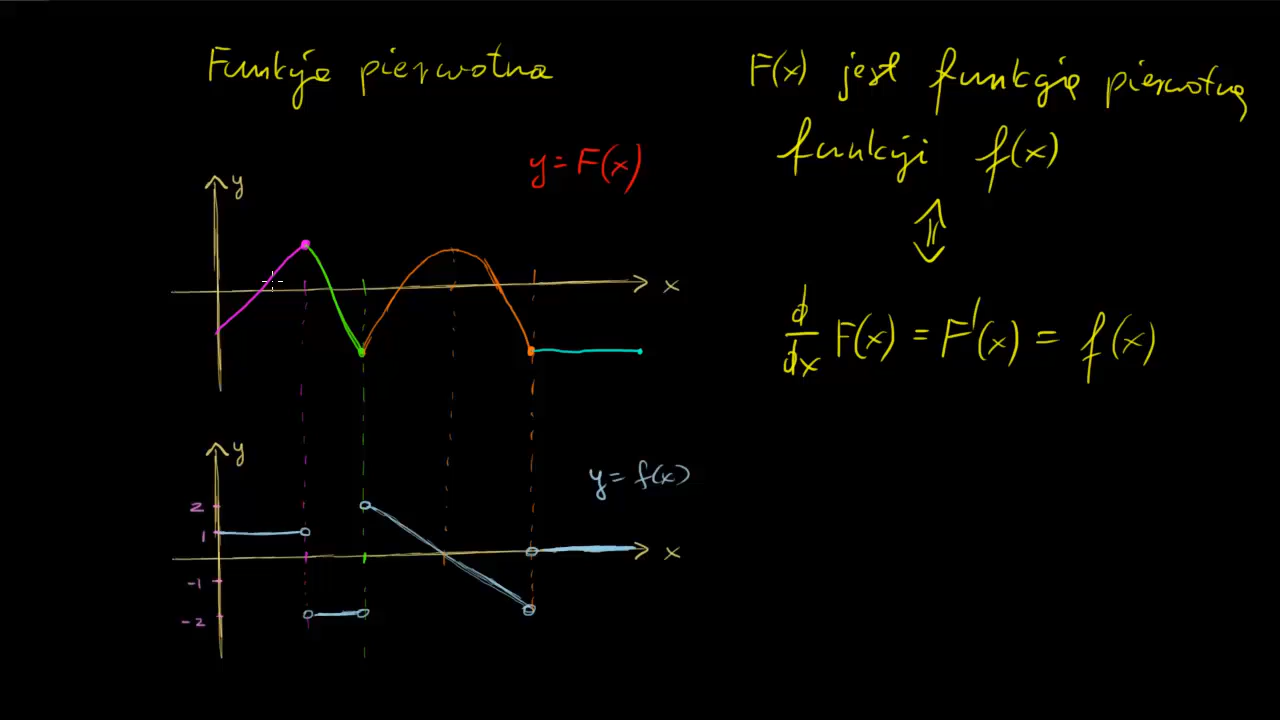 Funkcja pierwotna
F(x) jest funkcją pierwotną
funkcji f(x)
⇕
d/dx F(x) = F'(x) = f(x)
y = F(x)
y
x
y = f(x)
y
2
1
-1
-2
x